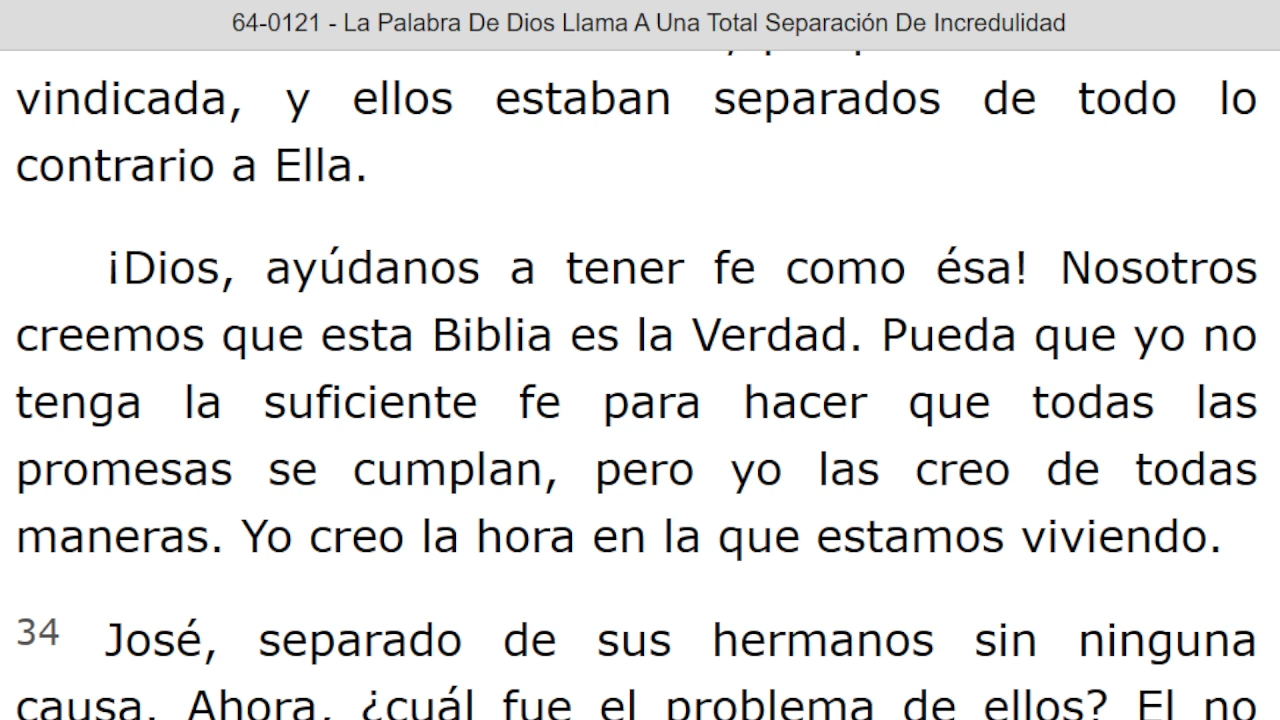 64-0121 - La Palabra De Dios Llama A Una Total Separación De Incredulidad
vindicada, y ellos estaban separados de todo lo
contrario a Ella.
¡Dios, ayúdanos a tener fe como ésa! Nosotros
creemos que esta Biblia es la Verdad. Pueda que yo no
tenga la suficiente fe para hacer que todas las
promesas se cumplan, pero yo las creo de todas
maneras. Yo creo la hora en la que estamos viviendo.
34 José, separado de sus hermanos sin ninguna
causa. Ahora, ¿cuál fue el problema de ellos? El no